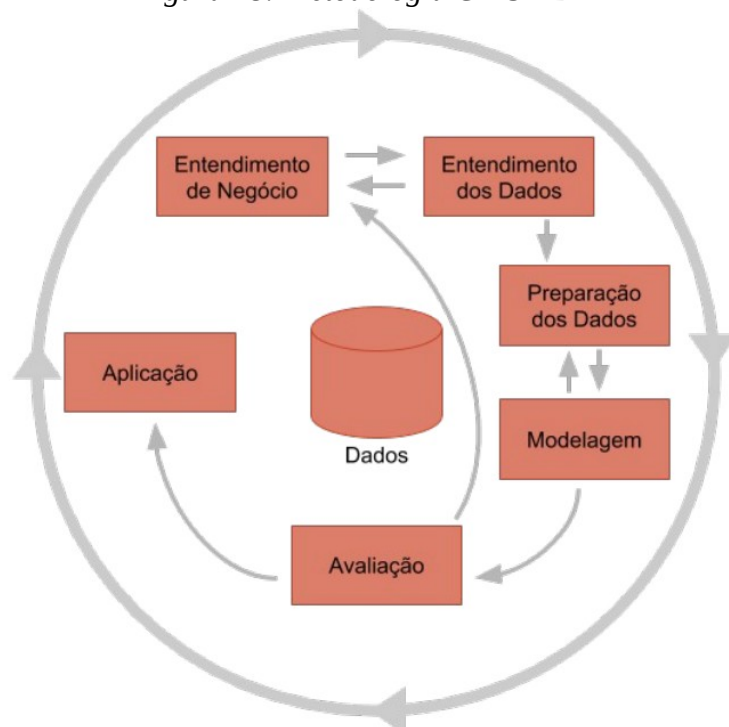 Entendimento
de Negócio
Entendimento
dos Dados
Preparação
dos Dados
Aplicação
Modelagem
Dados
Avaliação